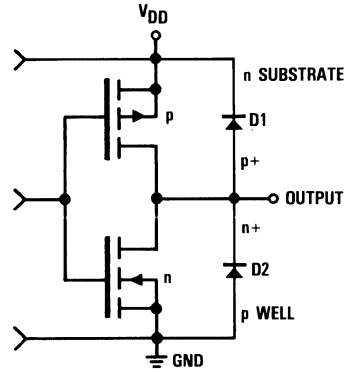 VDD
n SUBSTRATE
p
D1
p+
OUTPUT
n+
n
D2
p WELL
GND